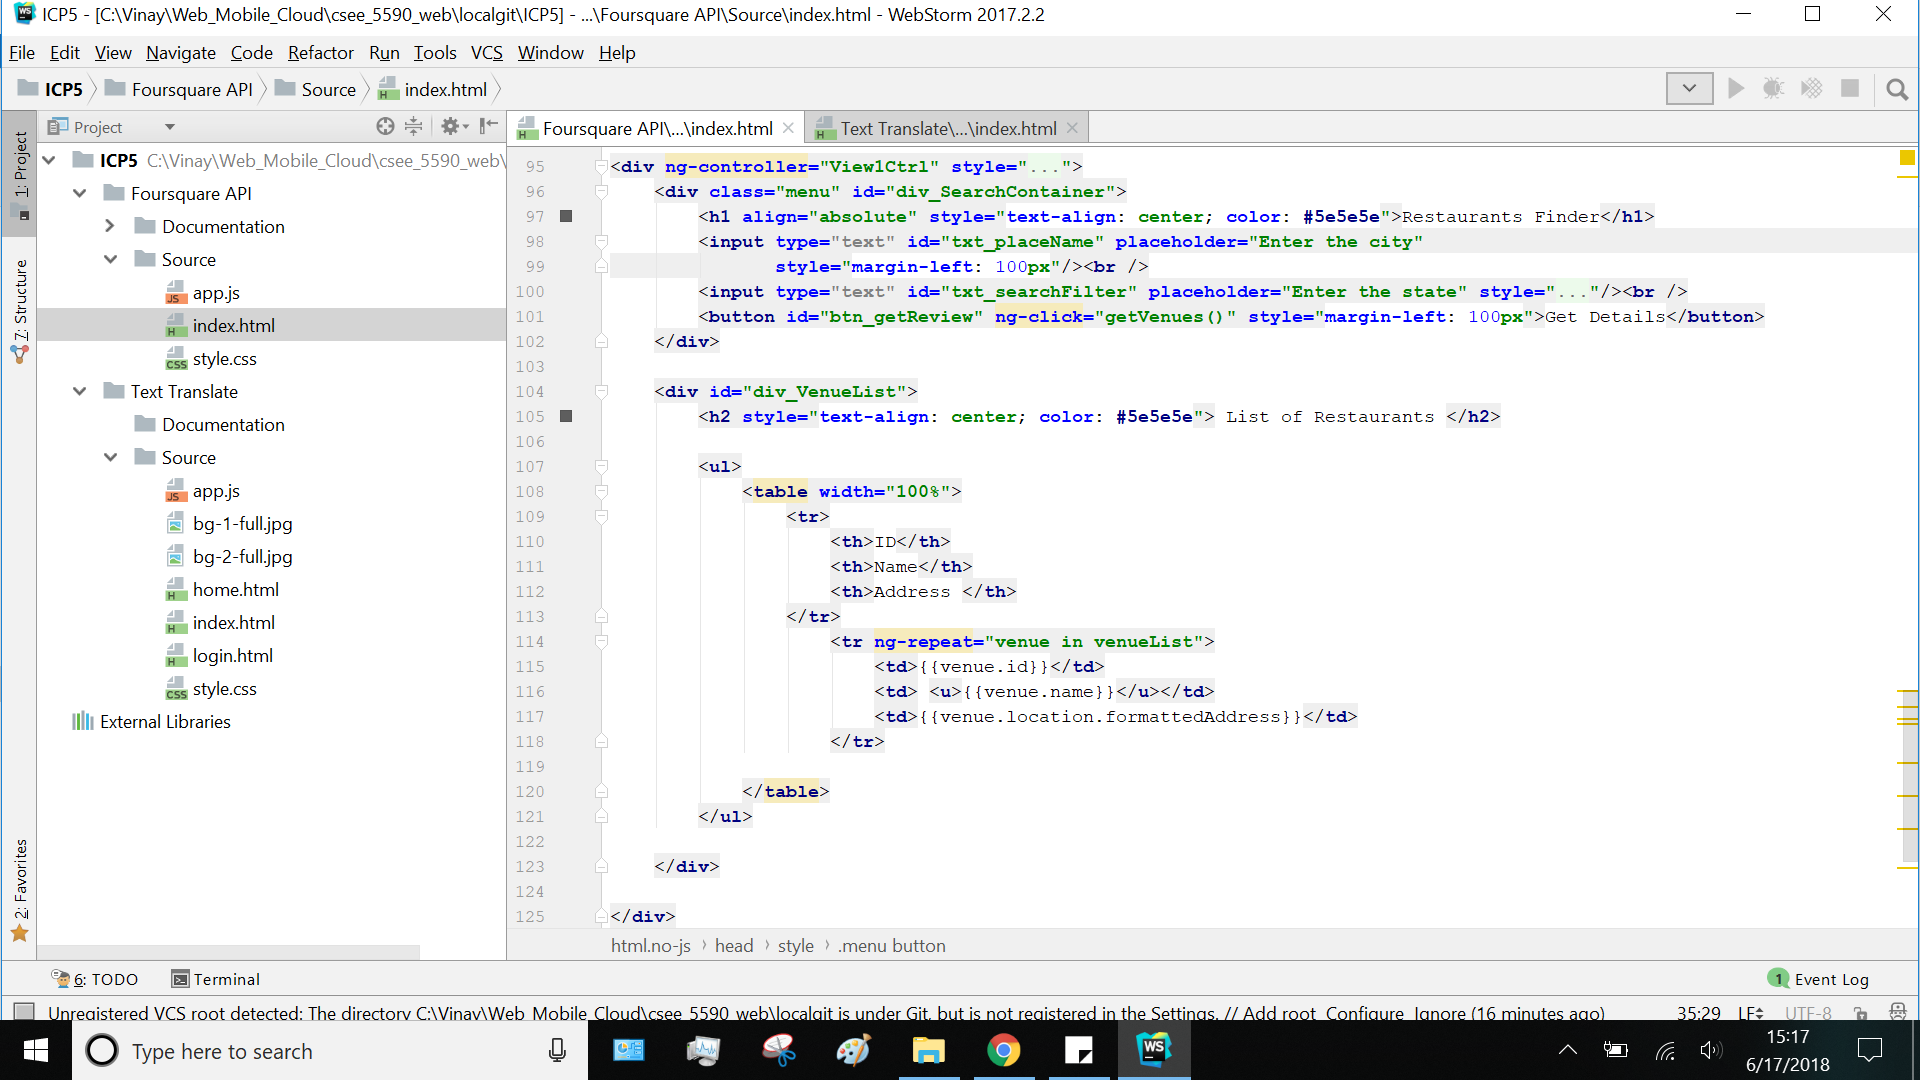 ICP5 - [C:\Vinay\Web_Mobile_Cloud\csee_5590_web\localgit\ICP5] - ...\Foursquare API\Source\index.html - WebStorm 2017.2.2
File Edit View Navigate Code Refactor Run Tools VCS Window Help
ICP5 Foursquare API Source index.html
Project
Foursquare API\...\index.html Text Translate\...\index.html
1: Project
7: Structure
2: Favorites
ICP5 C:\Vinay\Web_Mobile_Cloud\csee_5590_web\
Foursquare API
Documentation
Source
app.js
index.html
style.css
Text Translate
Documentation
Source
app.js
bg-1-full.jpg
bg-2-full.jpg
home.html
index.html
login.html
style.css
External Libraries
95 <div ng-controller="View1Ctrl" style="...">
96 <div class="menu" id="div_SearchContainer">
97 <h1 align="absolute" style="text-align: center; color: #5e5e5e">Restaurants Finder</h1>
98 <input type="text" id="txt_placeName" placeholder="Enter the city"
99 style="margin-left: 100px"/><br />
100 <input type="text" id="txt_searchFilter" placeholder="Enter the state" style="..."/><br />
101 <button id="btn_getReview" ng-click="getVenues()" style="margin-left: 100px">Get Details</button>
102 </div>
103
104 <div id="div_VenueList">
105 <h2 style="text-align: center; color: #5e5e5e"> List of Restaurants </h2>
106
107 <ul>
108 <table width="100%">
109 <tr>
110 <th>ID</th>
111 <th>Name</th>
112 <th>Address </th>
113 </tr>
114 <tr ng-repeat="venue in venueList">
115 <td>{{venue.id}}</td>
116 <td> <u>{{venue.name}}</u></td>
117 <td>{{venue.location.formattedAddress}}</td>
118 </tr>
119
120 </table>
121 </ul>
122
123 </div>
124
125 </div>
html.no-js › head › style › .menu button
6: TODO Terminal 1 Event Log
Unregistered VCS root detected: The directory C:\Vinay\Web_Mobile_Cloud\csee_5590_web\localgit is under Git, but is not registered in the Settings. // Add root Configure Ignore (16 minutes ago) 35:29 LF UTF-8
Type here to search
WS
15:17
6/17/2018